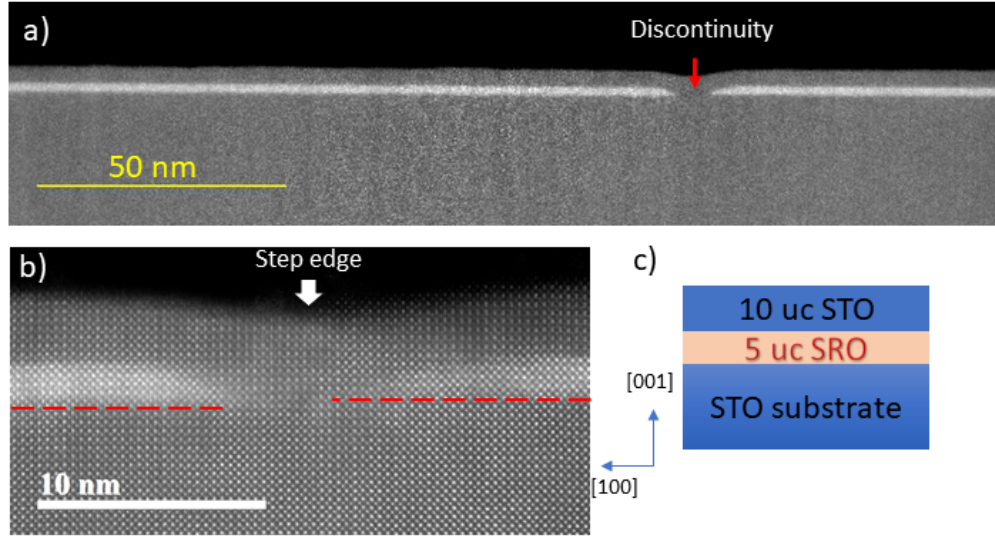 a)
Discontinuity
50 nm
b)
Step edge
10 nm
c)
10 uc STO
5 uc SRO
STO substrate
[001]
[100]